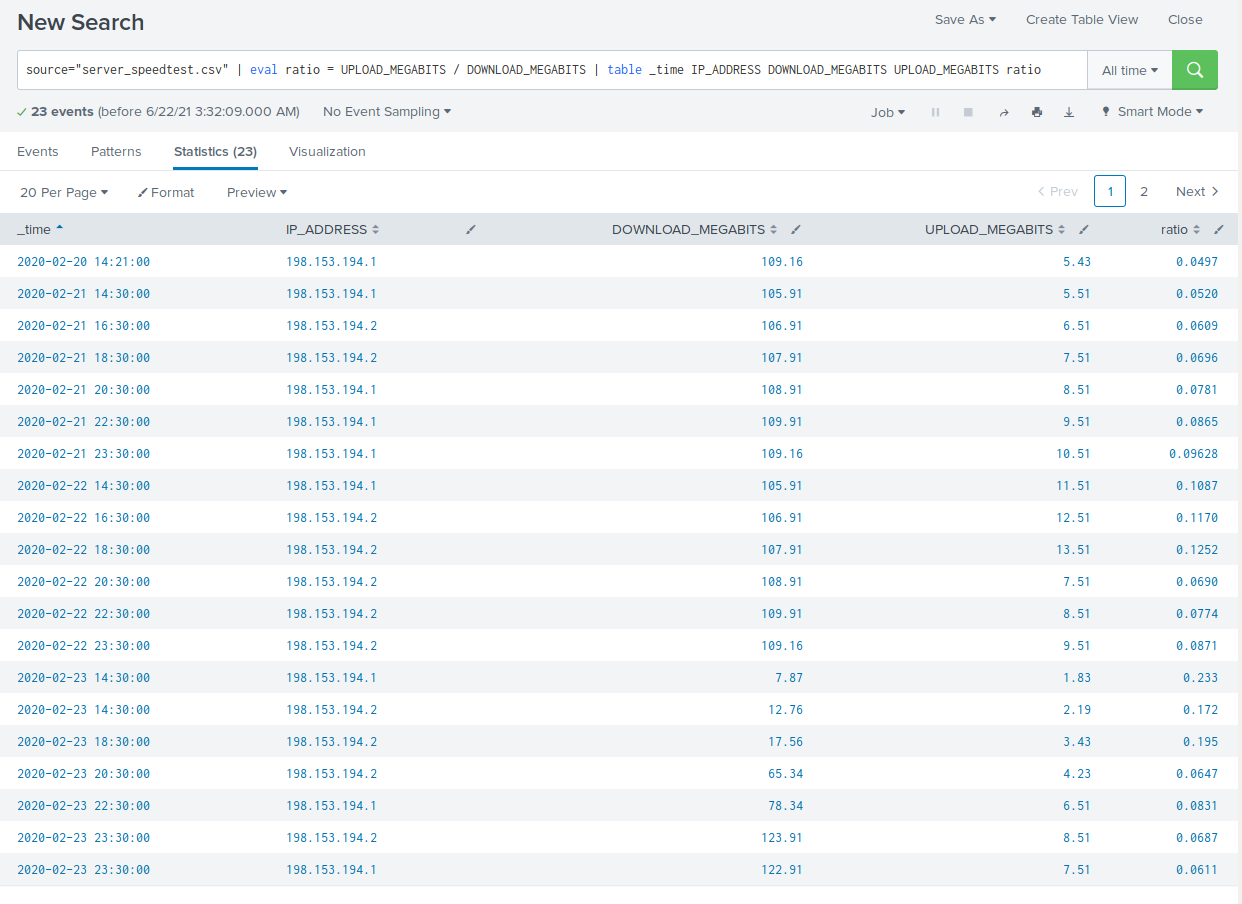 New Search
Save As Create Table View Close
source="server_speedtest.csv" | eval ratio = UPLOAD_MEGABITS / DOWNLOAD_MEGABITS | table _time IP_ADDRESS DOWNLOAD_MEGABITS UPLOAD_MEGABITS ratio All time
23 events (before 6/22/21 3:32:09.000 AM) No Event Sampling Job Smart Mode
Events Patterns Statistics (23) Visualization
20 Per Page Format Preview Prev 1 2 Next
_time IP_ADDRESS DOWNLOAD_MEGABITS UPLOAD_MEGABITS ratio
2020-02-20 14:21:00 198.153.194.1 109.16 5.43 0.0497
2020-02-21 14:30:00 198.153.194.1 105.91 5.51 0.0520
2020-02-21 16:30:00 198.153.194.2 106.91 6.51 0.0609
2020-02-21 18:30:00 198.153.194.2 107.91 7.51 0.0696
2020-02-21 20:30:00 198.153.194.1 108.91 8.51 0.0781
2020-02-21 22:30:00 198.153.194.1 109.91 9.51 0.0865
2020-02-21 23:30:00 198.153.194.1 109.16 10.51 0.09628
2020-02-22 14:30:00 198.153.194.1 105.91 11.51 0.1087
2020-02-22 16:30:00 198.153.194.2 106.91 12.51 0.1170
2020-02-22 18:30:00 198.153.194.2 107.91 13.51 0.1252
2020-02-22 20:30:00 198.153.194.2 108.91 7.51 0.0690
2020-02-22 22:30:00 198.153.194.2 109.91 8.51 0.0774
2020-02-22 23:30:00 198.153.194.2 109.16 9.51 0.0871
2020-02-23 14:30:00 198.153.194.1 7.87 1.83 0.233
2020-02-23 14:30:00 198.153.194.2 12.76 2.19 0.172
2020-02-23 18:30:00 198.153.194.2 17.56 3.43 0.195
2020-02-23 20:30:00 198.153.194.2 65.34 4.23 0.0647
2020-02-23 22:30:00 198.153.194.1 78.34 6.51 0.0831
2020-02-23 23:30:00 198.153.194.2 123.91 8.51 0.0687
2020-02-23 23:30:00 198.153.194.1 122.91 7.51 0.0611